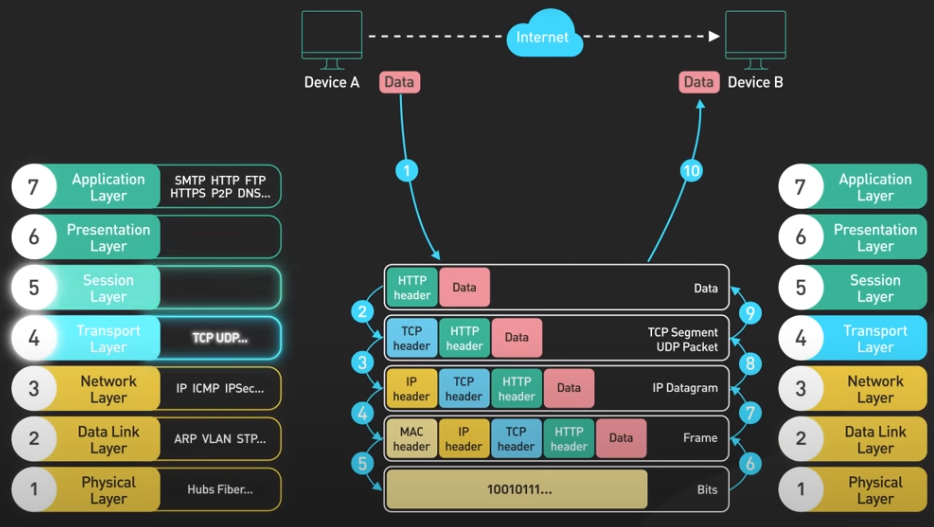 Internet
Device A
Data
Data
Device B
1
10
7
Application
Layer
SMTP HTTP FTP
HTTPS P2P DNS...
6
Presentation
Layer
5
Session
Layer
4
Transport
Layer
TCP UDP...
3
Network
Layer
IP ICMP IPSec...
2
Data Link
Layer
ARP VLAN STP...
1
Physical
Layer
Hubs Fiber...
HTTP
header
Data
Data
2
9
TCP
header
HTTP
header
Data
TCP Segment
UDP Packet
3
8
IP
header
TCP
header
HTTP
header
Data
IP Datagram
4
7
MAC
header
IP
header
TCP
header
HTTP
header
Data
Frame
5
6
10010111...
Bits
7
Application
Layer
6
Presentation
Layer
5
Session
Layer
4
Transport
Layer
3
Network
Layer
2
Data Link
Layer
1
Physical
Layer